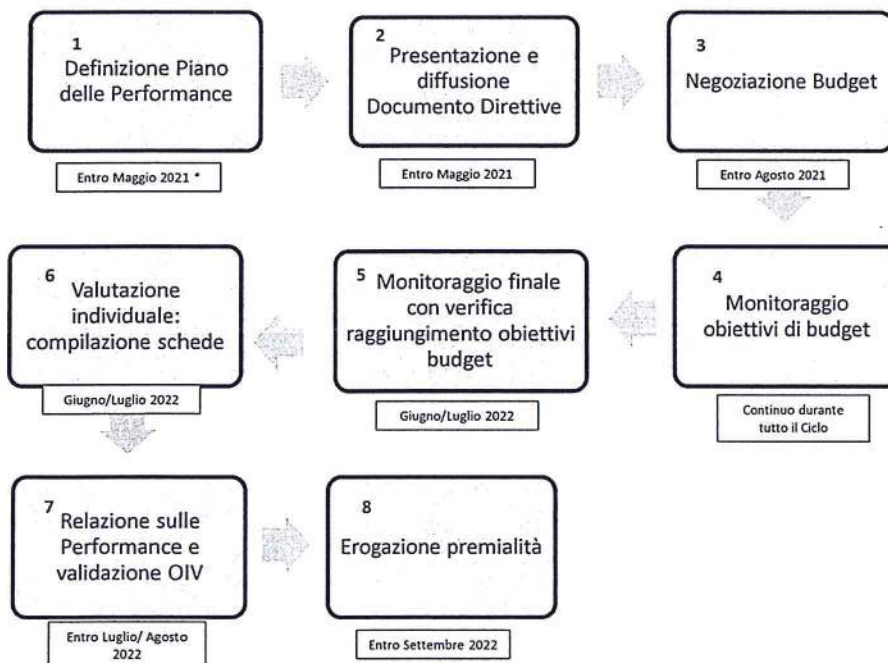 1
Definizione Piano
delle Performance
Entro Maggio 2021 *
2
Presentazione e
diffusione
Documento Direttive
Entro Maggio 2021
3
Negoziazione Budget
Entro Agosto 2021
4
Monitoraggio
obiettivi di budget
Continuo durante
tutto il Ciclo
5
Monitoraggio finale
con verifica
raggiungimento obiettivi
budget
Giugno/Luglio 2022
6
Valutazione
individuale:
compilazione schede
Giugno/Luglio 2022
7
Relazione sulle
Performance e
validazione OIV
Entro Luglio/ Agosto
2022
8
Erogazione premialità
Entro Settembre 2022